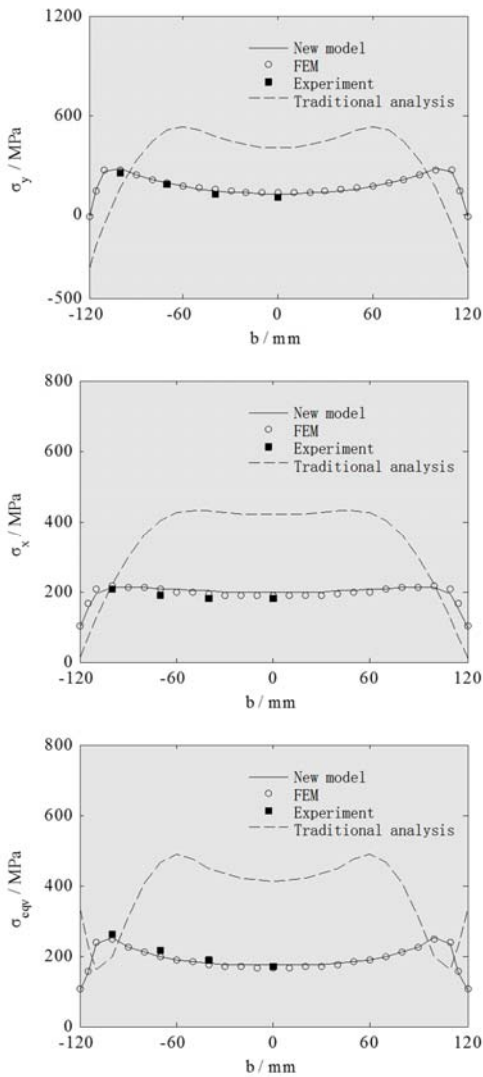 1200
600
0
-500
σy / MPa
New model
FEM
Experiment
Traditional analysis
-120 -60 0 60 120
b / mm
800
600
400
200
0
σx / MPa
New model
FEM
Experiment
Traditional analysis
-120 -60 0 60 120
b / mm
800
600
400
200
0
σeqv / MPa
New model
FEM
Experiment
Traditional analysis
-120 -60 0 60 120
b / mm